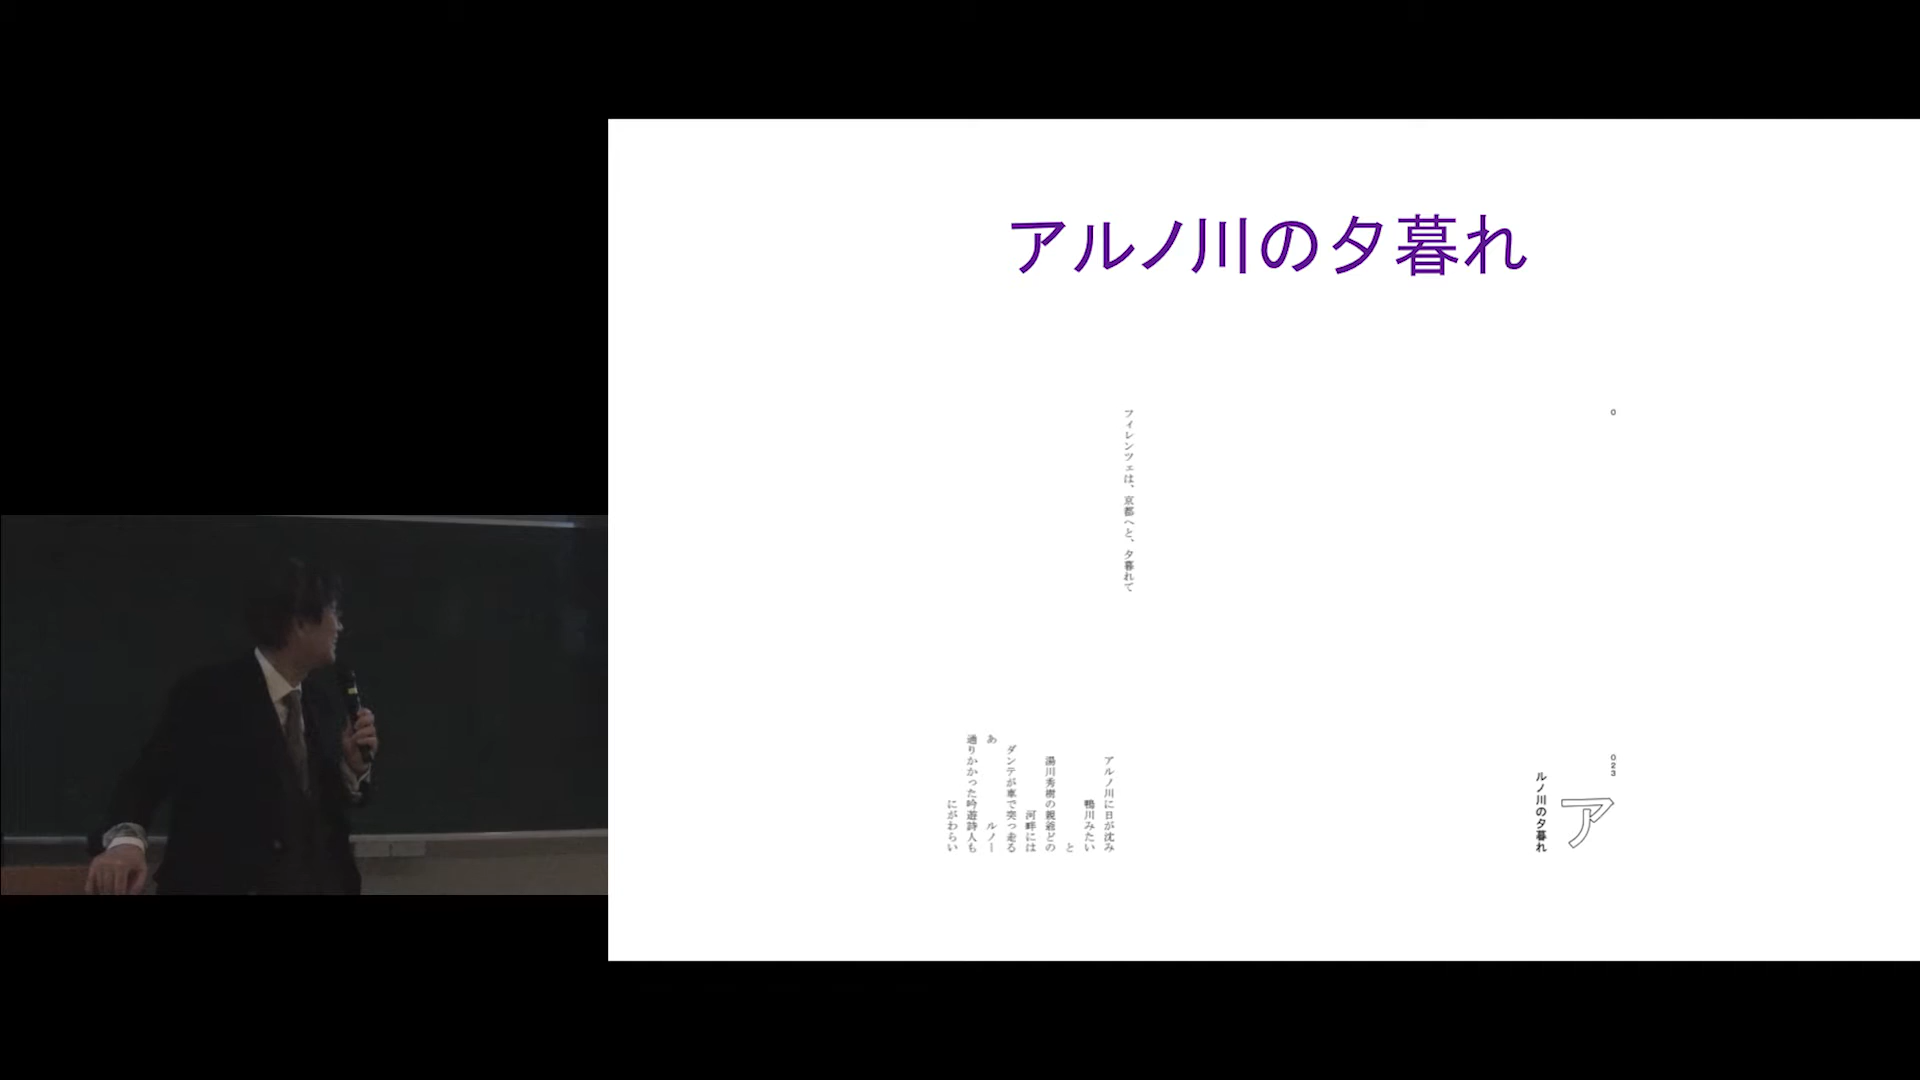 アルノ川の夕暮れ
0
023
ア
ルノ川の夕暮れ
フィレンツェは、京都へと、夕暮れて
アルノ川に日が沈み
鴨川みたい
と
湯川秀樹の親爺どの
河畔には
ダンテが車で突っ走る
あ　ルノー
通りかかった吟遊詩人も
にがわらい